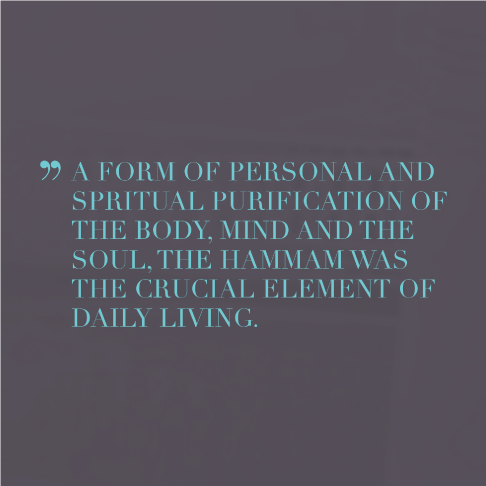 ” A FORM OF PERSONAL AND
SPRITUAL PURIFICATION OF
THE BODY, MIND AND THE
SOUL, THE HAMMAM WAS
THE CRUCIAL ELEMENT OF
DAILY LIVING.